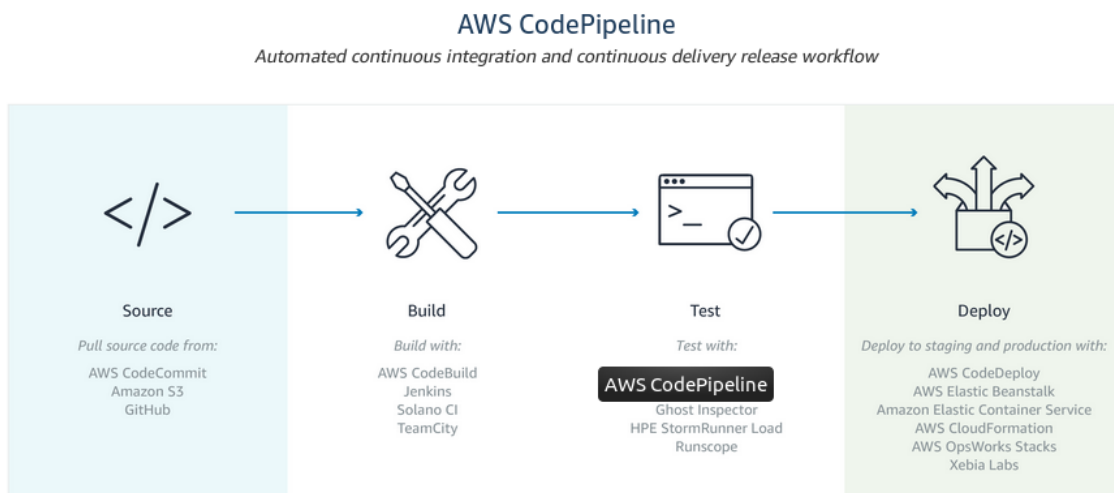 AWS CodePipeline
Automated continuous integration and continuous delivery release workflow
</>
Source
Pull source code from:
AWS CodeCommit
Amazon S3
GitHub
Build
Build with:
AWS CodeBuild
Jenkins
Solano CI
TeamCity
>_
Test
Test with:
AWS CodePipeline
Ghost Inspector
HPE StormRunner Load
Runscope
</>
Deploy
Deploy to staging and production with:
AWS CodeDeploy
AWS Elastic Beanstalk
Amazon Elastic Container Service
AWS CloudFormation
AWS OpsWorks Stacks
Xebia Labs